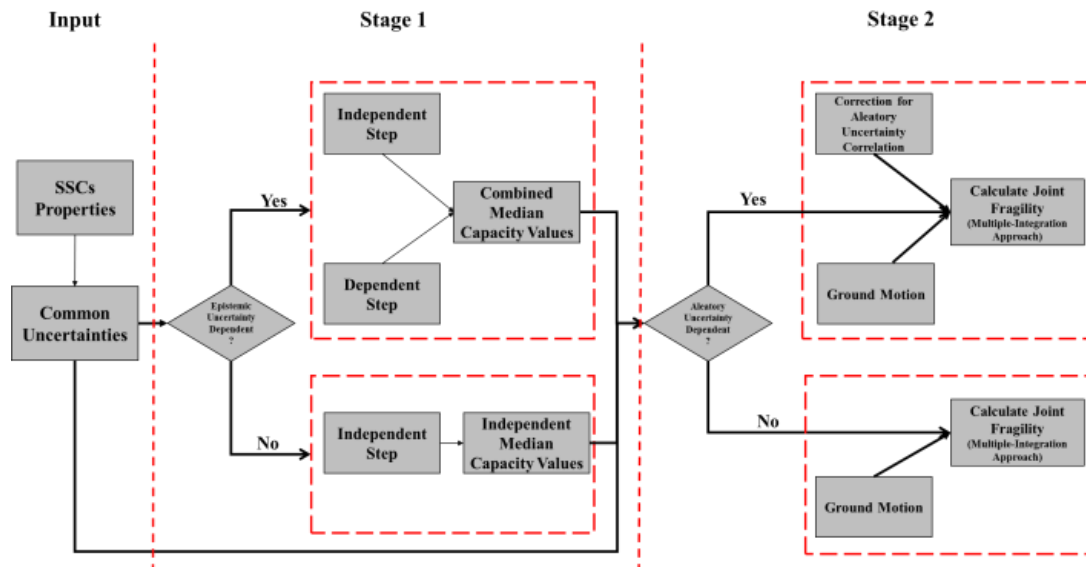 Input
Stage 1
Stage 2
SSCs
Properties
Common
Uncertainties
Epistemic
Uncertainty
Dependent
?
Yes
Independent
Step
Dependent
Step
Combined
Median
Capacity Values
No
Independent
Step
Independent
Median
Capacity Values
Aleatory
Uncertainty
Dependent
?
Yes
Correction for
Aleatory
Uncertainty
Correlation
Ground Motion
Calculate Joint
Fragility
(Multiple-Integration
Approach)
No
Ground Motion
Calculate Joint
Fragility
(Multiple-Integration
Approach)